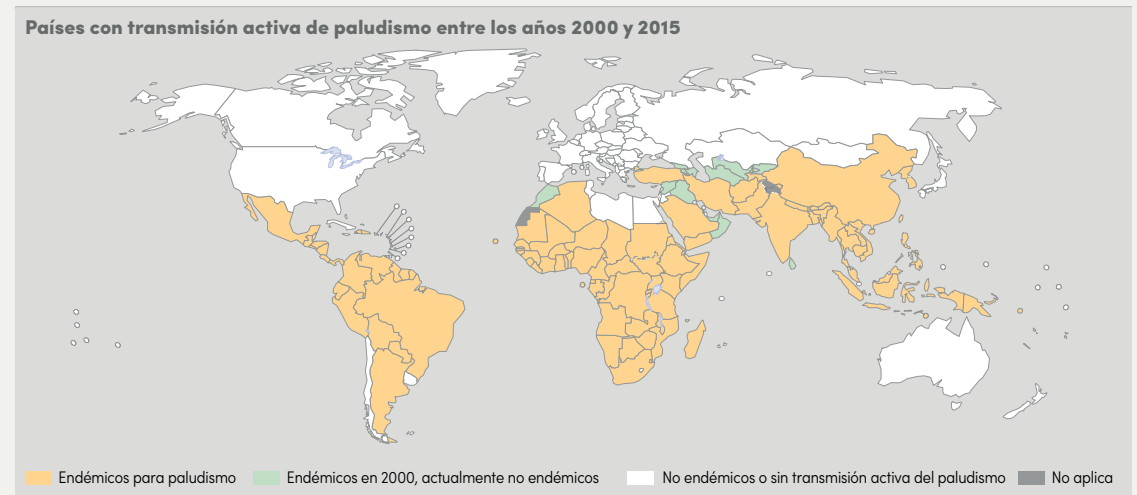 Países con transmisión activa de paludismo entre los años 2000 y 2015
Endémicos para paludismo
Endémicos en 2000, actualmente no endémicos
No endémicos o sin transmisión activa del paludismo
No aplica